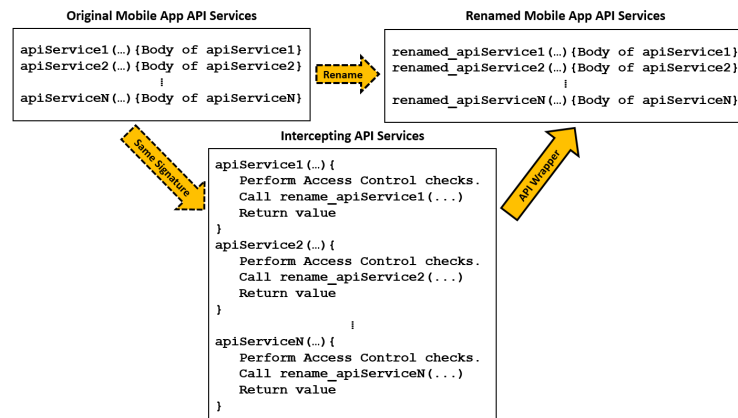 Original Mobile App API Services
apiService1(…){Body of apiService1}
apiService2(…){Body of apiService2}
⁞
apiServiceN(…){Body of apiServiceN}
Rename
Renamed Mobile App API Services
renamed_apiService1(…){Body of apiService1}
renamed_apiService2(…){Body of apiService2}
⁞
renamed_apiServiceN(…){Body of apiServiceN}
Same Signature
Intercepting API Services
apiService1(…){
Perform Access Control checks.
Call rename_apiService1(...)
Return value
}
apiService2(…){
Perform Access Control checks.
Call rename_apiService2(...)
Return value
}
⁞
apiServiceN(…){
Perform Access Control checks.
Call rename_apiServiceN(...)
Return value
}
API Wrapper